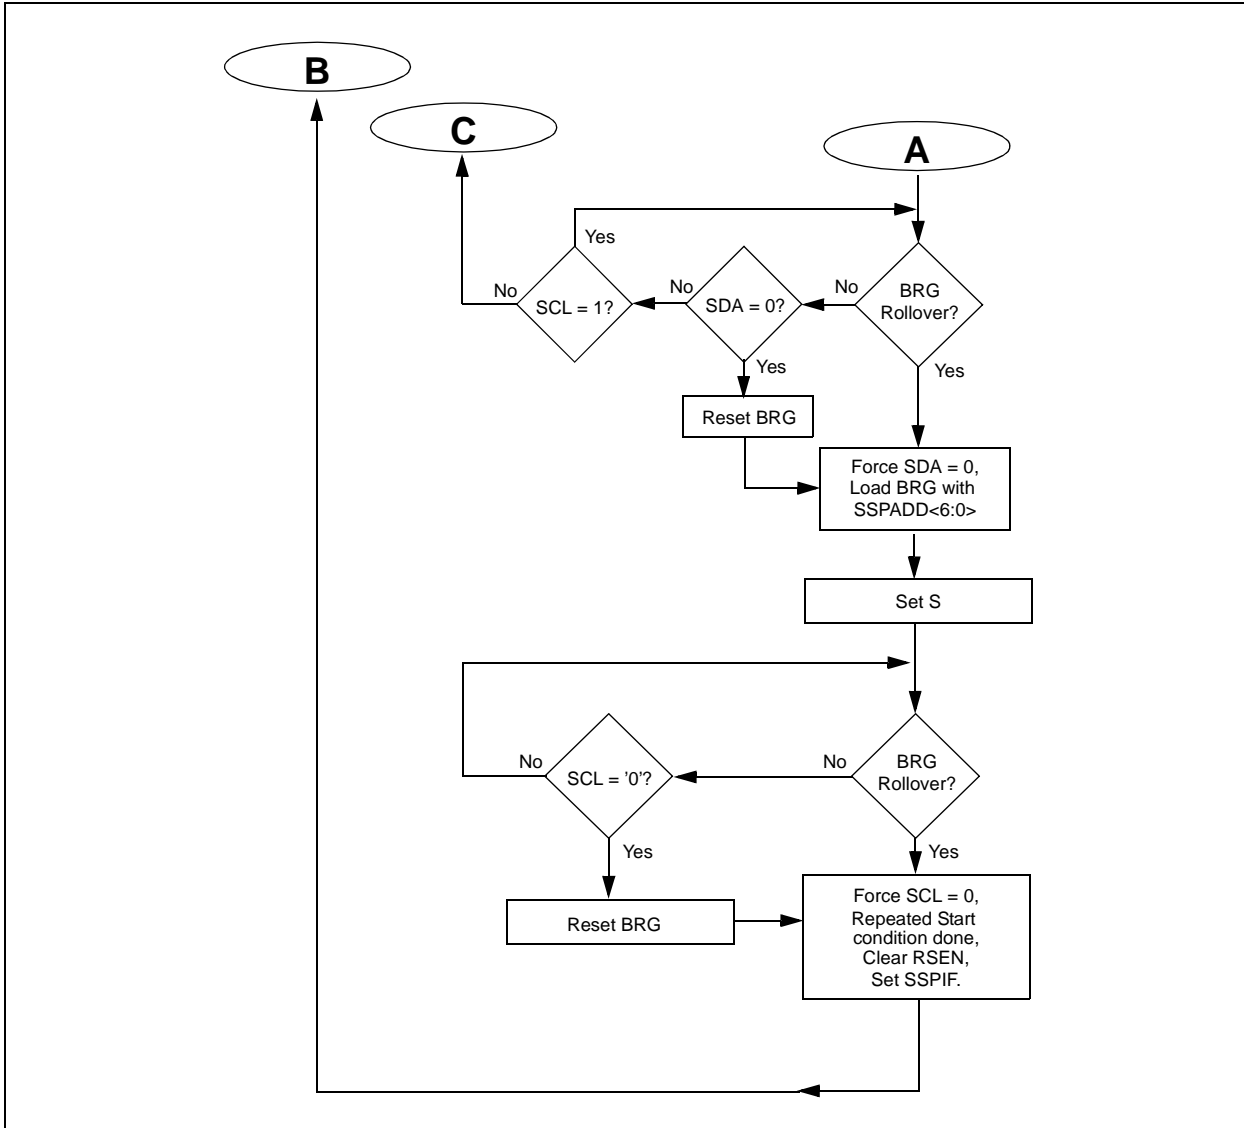 B
C
A
Yes
No
SCL = 1?
No
SDA = 0?
No
BRG
Rollover?
Yes
Yes
Reset BRG
Force SDA = 0,
Load BRG with
SSPADD<6:0>
Set S
No
SCL = '0'?
No
BRG
Rollover?
Yes
Yes
Reset BRG
Force SCL = 0,
Repeated Start
condition done,
Clear RSEN,
Set SSPIF.